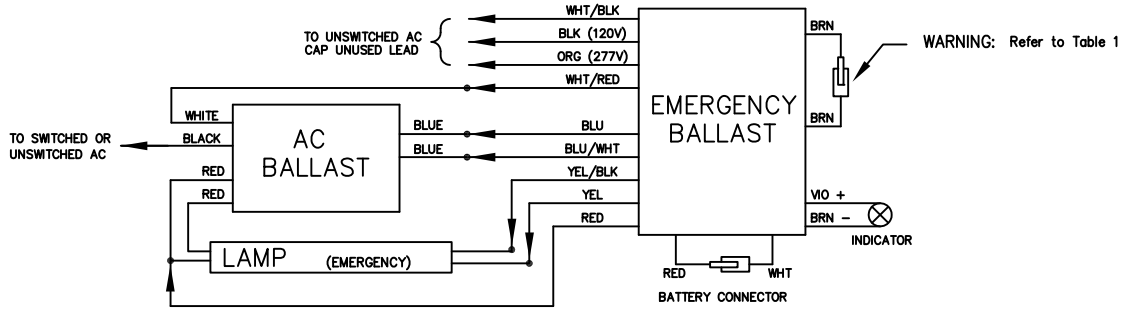 TO UNSWITCHED AC
CAP UNUSED LEAD
WHT/BLK
BLK (120V)
ORG (277V)
WHT/RED
BRN
BRN
WARNING: Refer to Table 1
EMERGENCY
BALLAST
WHITE
BLACK
RED
RED
TO SWITCHED OR
UNSWITCHED AC
AC
BALLAST
BLUE
BLUE
BLU
BLU/WHT
YEL/BLK
YEL
RED
VIO +
BRN -
INDICATOR
LAMP (EMERGENCY)
RED
WHT
BATTERY CONNECTOR